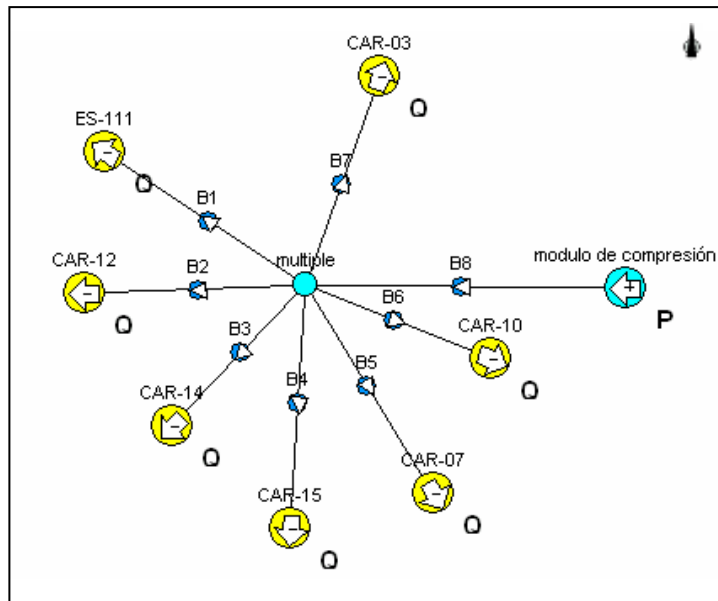 CAR-03
Q
ES-111
Q
B7
B1
multiple
modulo de compresión
CAR-12
B2
B8
P
Q
B6
CAR-10
Q
B3
B5
B4
CAR-14
Q
CAR-07
Q
CAR-15
Q